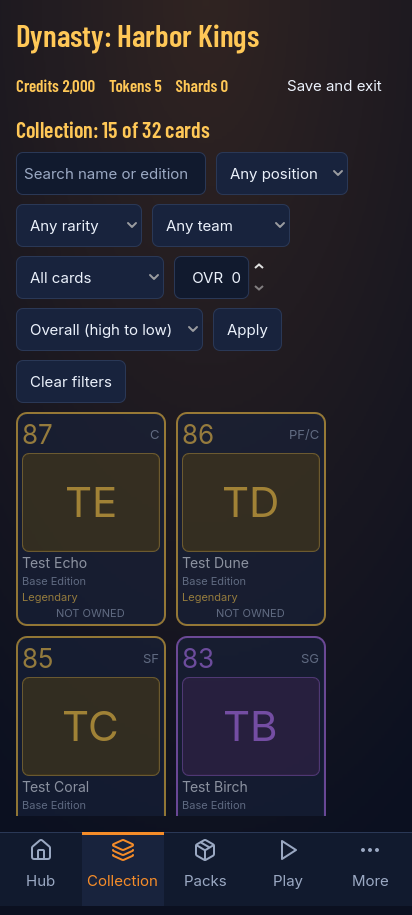 Dynasty: Harbor Kings
Credits 2,000 Tokens 5 Shards 0 Save and exit
Collection: 15 of 32 cards
Search name or edition Any position
Any rarity Any team
All cards OVR 0
Overall (high to low) Apply
Clear filters
87 C 86 PF/C
TE TD
Test Echo Test Dune
Base Edition Base Edition
Legendary Legendary
NOT OWNED NOT OWNED
85 SF 83 SG
TC TB
Test Coral Test Birch
Base Edition Base Edition
Hub Collection Packs Play More